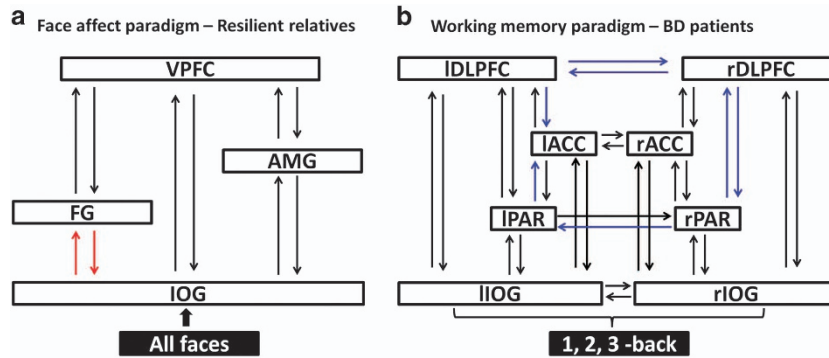 a Face affect paradigm – Resilient relatives
VPFC
AMG
FG
IOG
All faces
b Working memory paradigm – BD patients
lDLPFC rDLPFC
lACC rACC
lPAR rPAR
lIOG rIOG
1, 2, 3 -back